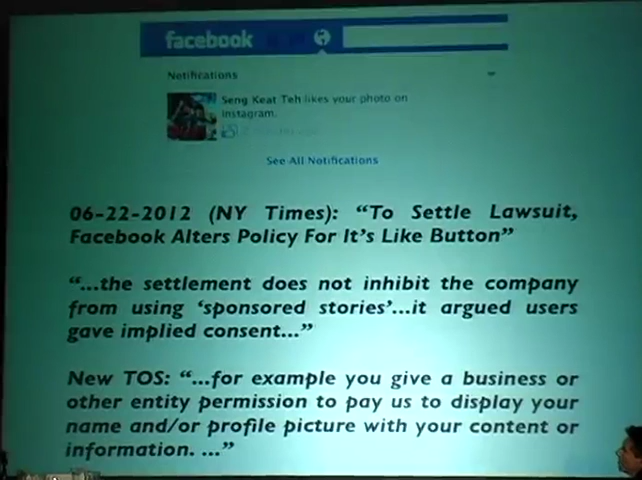 facebook
Notifications
Seng Keat Teh likes your photo on
instagram.
See All Notifications
06-22-2012 (NY Times): “To Settle Lawsuit,
Facebook Alters Policy For It’s Like Button”
“...the settlement does not inhibit the company
from using ‘sponsored stories’...it argued users
gave implied consent...”
New TOS: “...for example you give a business or
other entity permission to pay us to display your
name and/or profile picture with your content or
information. ...”